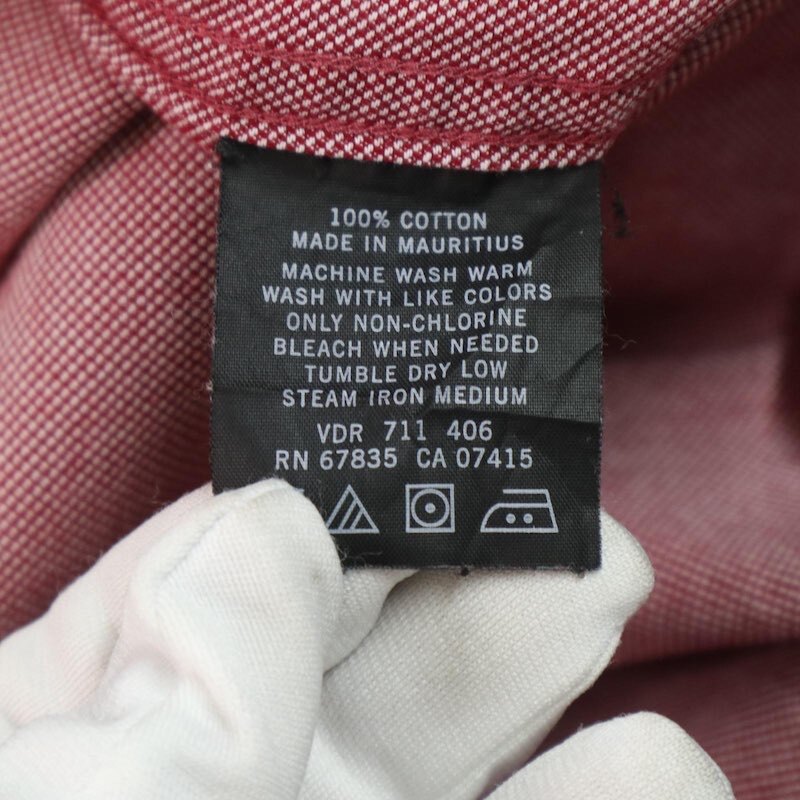 100% COTTON
MADE IN MAURITIUS
MACHINE WASH WARM
WASH WITH LIKE COLORS
ONLY NON-CHLORINE
BLEACH WHEN NEEDED
TUMBLE DRY LOW
STEAM IRON MEDIUM
VDR 711 406
RN 67835 CA 07415